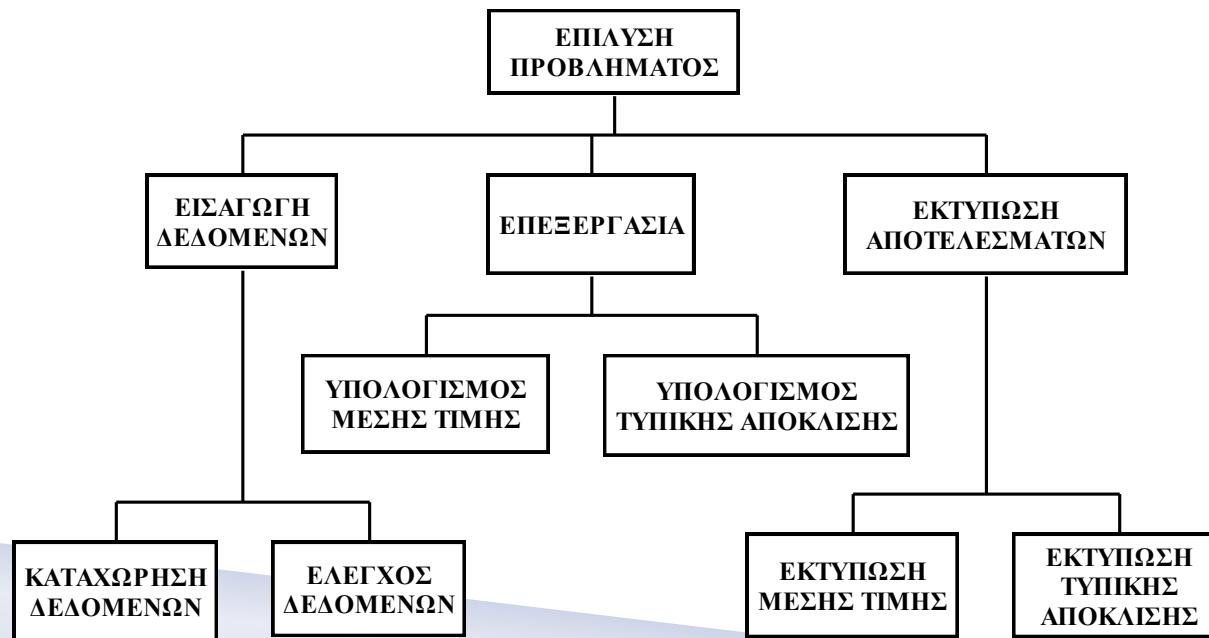 ΕΠΙΛΥΣΗ
ΠΡΟΒΛΗΜΑΤΟΣ
ΕΙΣΑΓΩΓΗ
ΔΕΔΟΜΕΝΩΝ
ΕΠΕΞΕΡΓΑΣΙΑ
ΕΚΤΥΠΩΣΗ
ΑΠΟΤΕΛΕΣΜΑΤΩΝ
ΥΠΟΛΟΓΙΣΜΟΣ
ΜΕΣΗΣ ΤΙΜΗΣ
ΥΠΟΛΟΓΙΣΜΟΣ
ΤΥΠΙΚΗΣ ΑΠΟΚΛΙΣΗΣ
ΚΑΤΑΧΩΡΗΣΗ
ΔΕΔΟΜΕΝΩΝ
ΕΛΕΓΧΟΣ
ΔΕΔΟΜΕΝΩΝ
ΕΚΤΥΠΩΣΗ
ΜΕΣΗΣ ΤΙΜΗΣ
ΕΚΤΥΠΩΣΗ
ΤΥΠΙΚΗΣ
ΑΠΟΚΛΙΣΗΣ